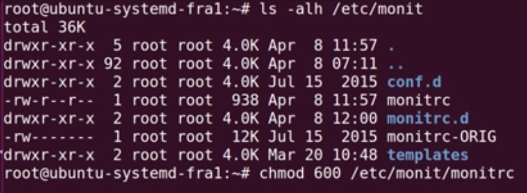 root@ubuntu-systemd-fra1:~# ls -alh /etc/monit
total 36K
drwxr-xr-x  5 root root 4.0K Apr  8 11:57 .
drwxr-xr-x 92 root root 4.0K Apr  8 07:11 ..
drwxr-xr-x  2 root root 4.0K Jul 15  2015 conf.d
-rw-r--r--  1 root root  938 Apr  8 11:57 monitrc
drwxr-xr-x  2 root root 4.0K Apr  8 12:00 monitrc.d
-rw-------  1 root root  12K Jul 15  2015 monitrc-ORIG
drwxr-xr-x  2 root root 4.0K Mar 20 10:48 templates
root@ubuntu-systemd-fra1:~# chmod 600 /etc/monit/monitrc